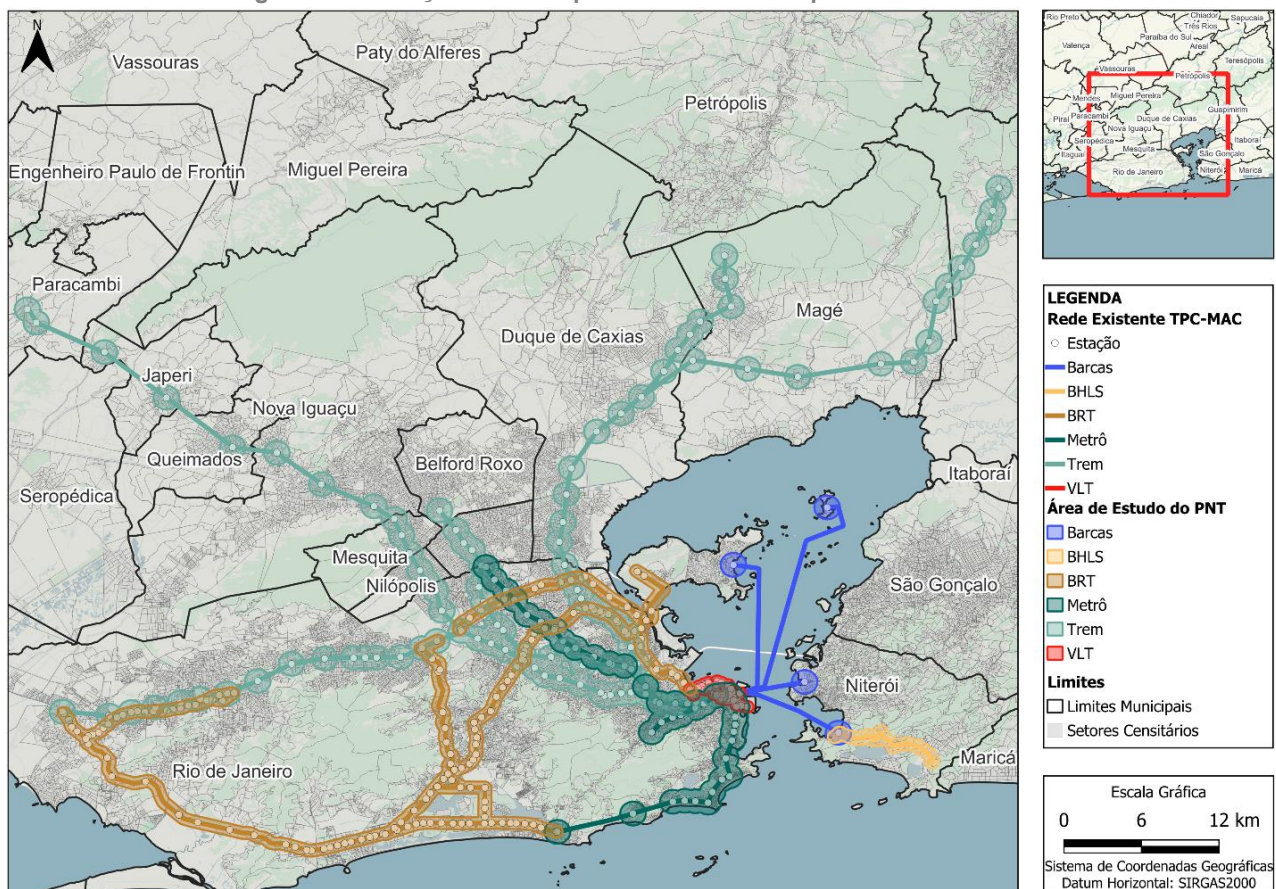 N
Vassouras
Paty do Alferes
Petrópolis
Engenheiro Paulo de Frontin
Miguel Pereira
Paracambi
Magé
Duque de Caxias
Japeri
Nova Iguaçu
Queimados
Belford Roxo
Itaboraí
Seropédica
Mesquita
Nilópolis
São Gonçalo
Niterói
Maricá
Rio de Janeiro
Rio Preto
Chiador
Sapucaia
Três Rios
Paraíba do Sul
Valença
Areal
Teresópolis
Vassouras
Petrópolis
Mendes
Miguel Pereira
Guapimirim
Piraí
Paracambi
Duque de Caxias
Nova Iguaçu
Seropédica
Itaboraí
Mesquita
São Gonçalo
Itaguaí
Rio de Janeiro
Niterói
Maricá
LEGENDA
Rede Existente TPC-MAC
Estação
Barcas
BHLS
BRT
Metrô
Trem
VLT
Área de Estudo do PNT
Barcas
BHLS
BRT
Metrô
Trem
VLT
Limites
Limites Municipais
Setores Censitários
Escala Gráfica
0 6 12 km
Sistema de Coordenadas Geográficas
Datum Horizontal: SIRGAS2000